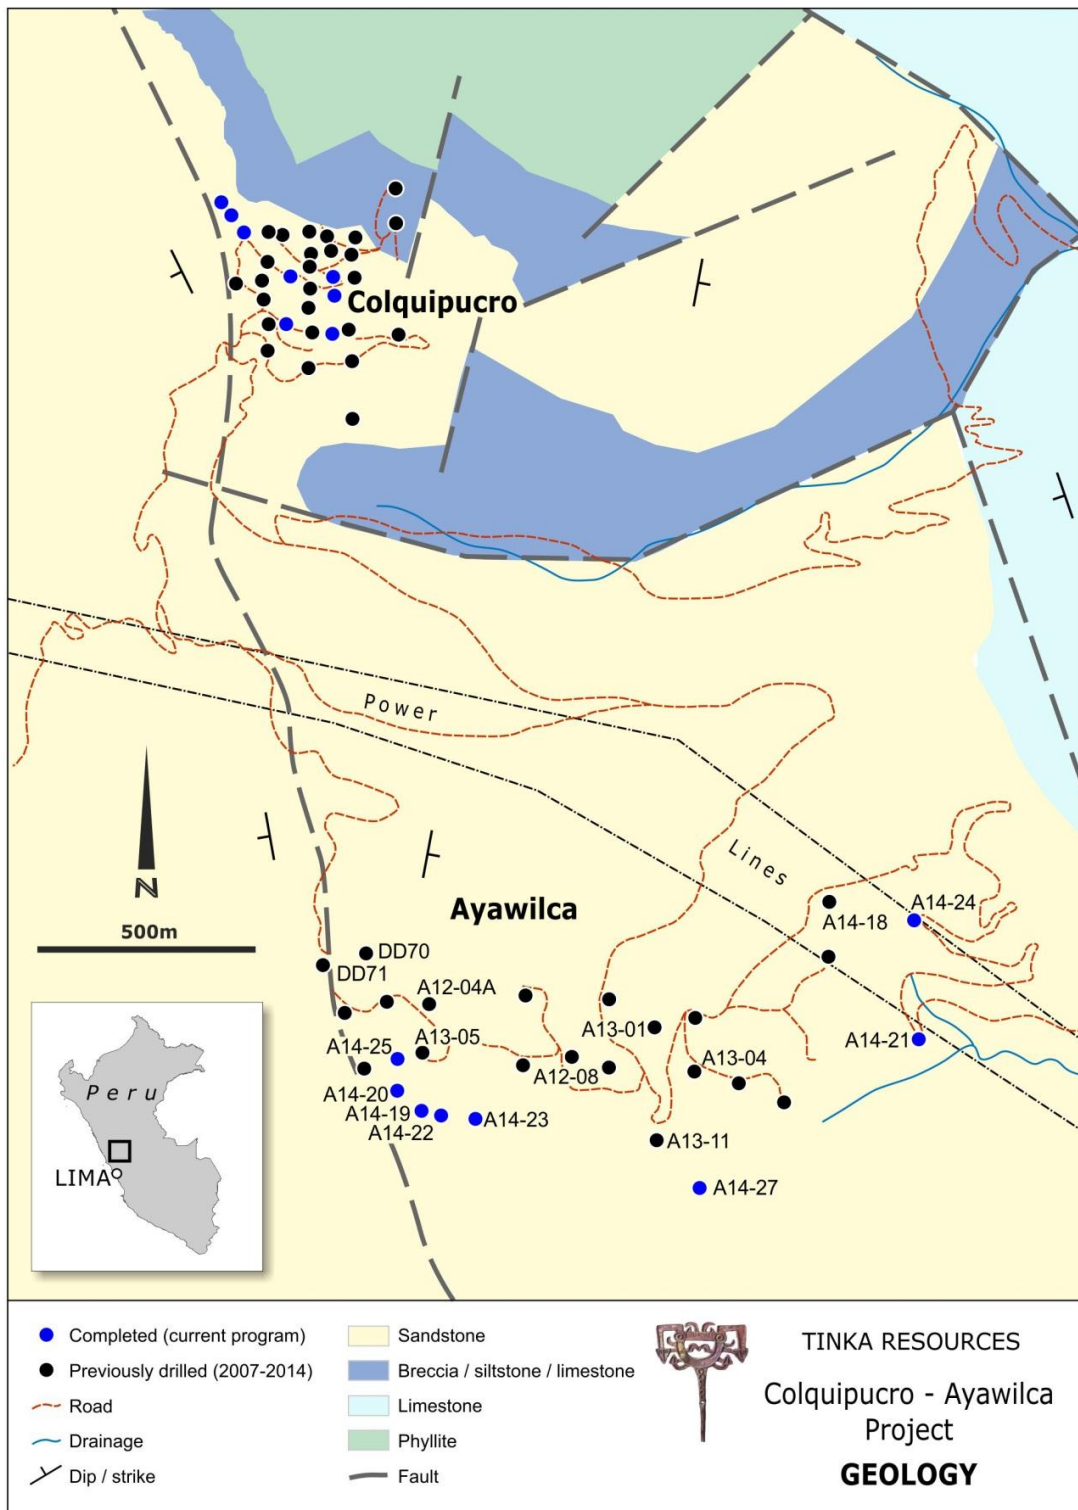 Colquipucro
Power
Lines
N
500m
Ayawilca
A14-24
A14-18
DD70
DD71
A12-04A
A13-01
A13-05
A14-25
A14-21
A13-04
A12-08
A14-20
A14-19
A14-23
A14-22
A13-11
A14-27
Peru
LIMA
Completed (current program)
Previously drilled (2007-2014)
Road
Drainage
Dip / strike
Sandstone
Breccia / siltstone / limestone
Limestone
Phyllite
Fault
TINKA RESOURCES
Colquipucro - Ayawilca
Project
GEOLOGY